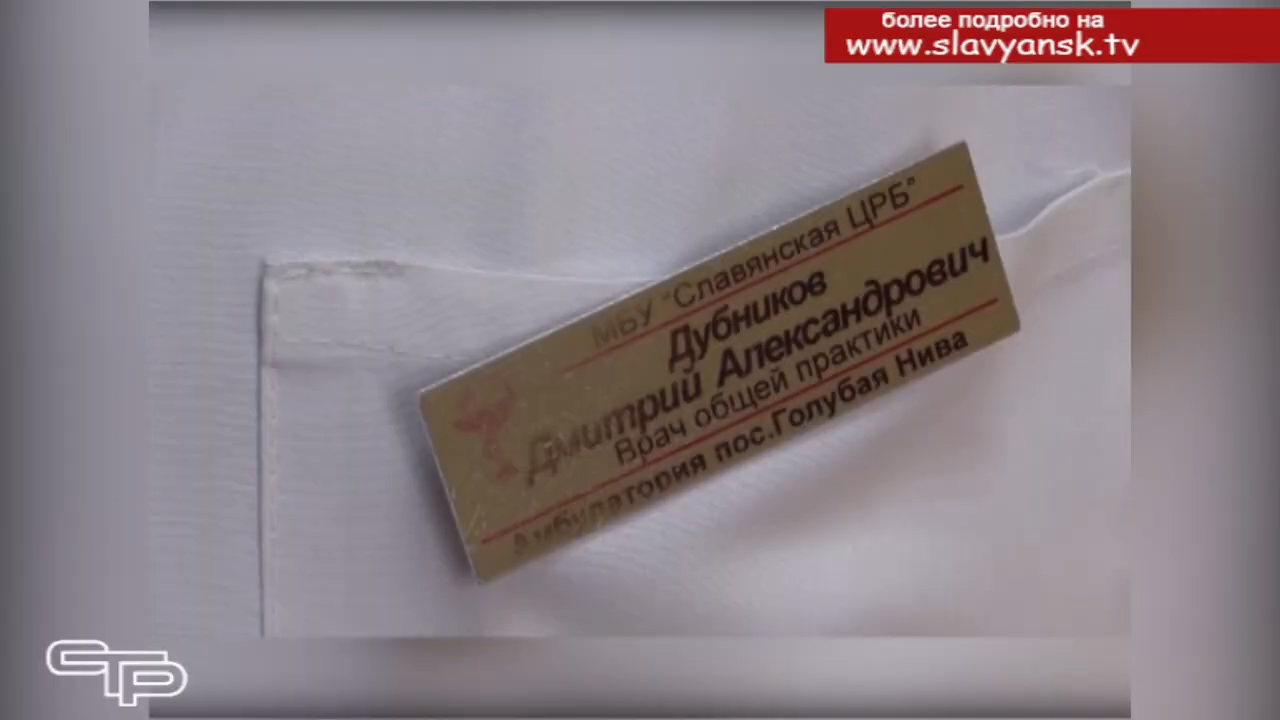 более подробно на
www.slavyansk.tv
МБУ "Славянская ЦРБ"
Дубников
Дмитрий Александрович
Врач общей практики
Амбулатория пос.Голубая Нива
СТР